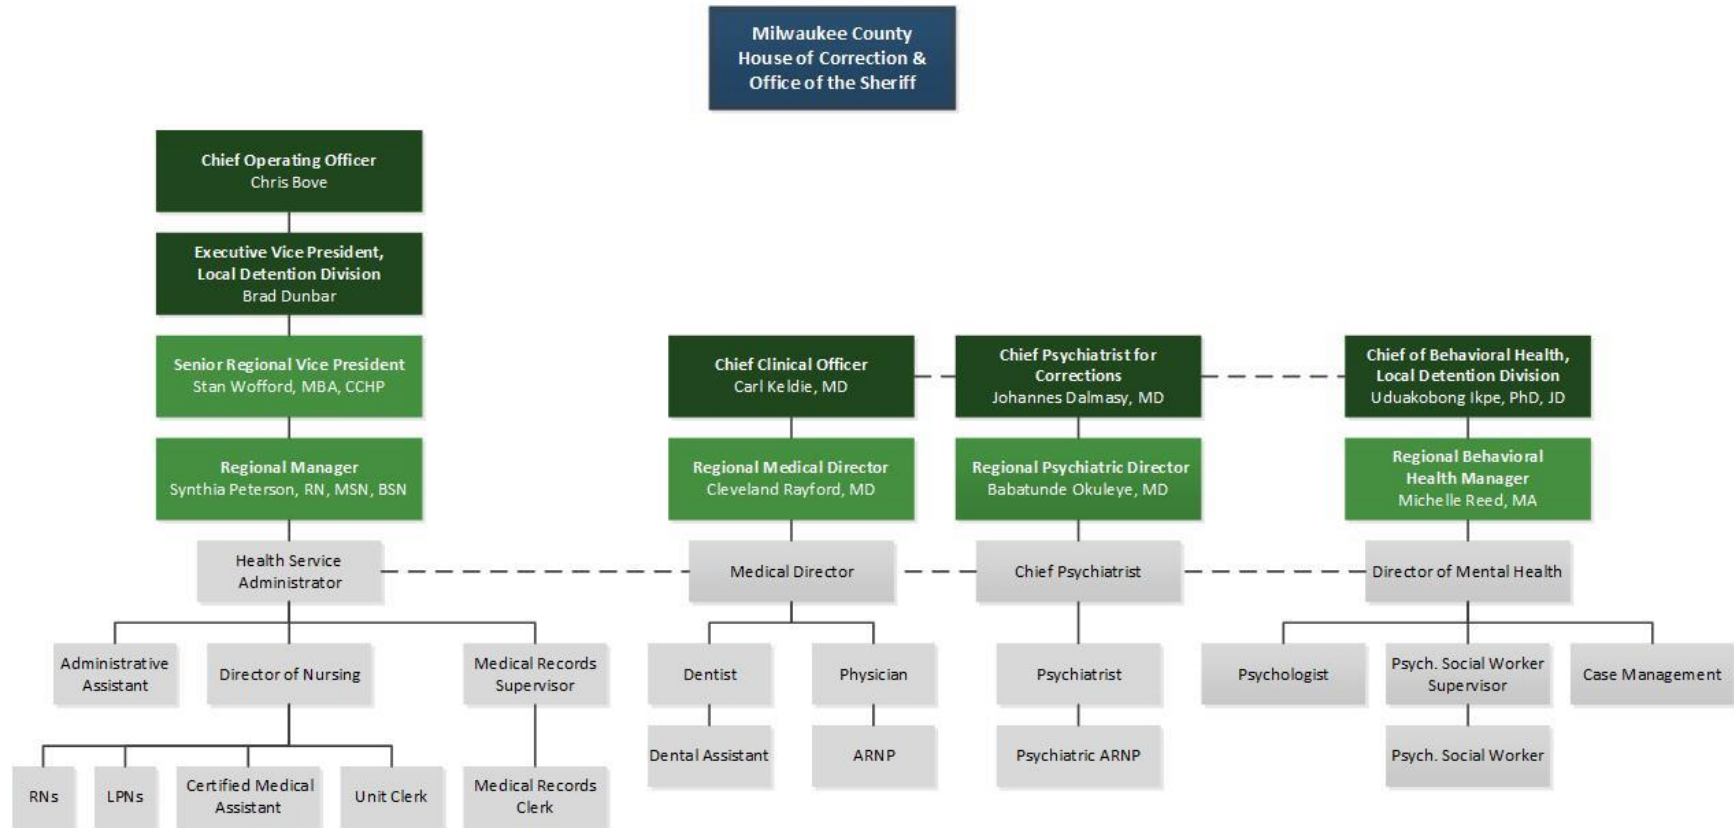 Milwaukee County
House of Correction &
Office of the Sheriff
Chief Operating Officer
Chris Bove
Executive Vice President,
Local Detention Division
Brad Dunbar
Senior Regional Vice President
Stan Wofford, MBA, CCHP
Chief Clinical Officer
Carl Keldie, MD
Chief Psychiatrist for
Corrections
Johannes Dalmasy, MD
Chief of Behavioral Health,
Local Detention Division
Uduakobong Ikpe, PhD, JD
Regional Manager
Synthia Peterson, RN, MSN, BSN
Regional Medical Director
Cleveland Rayford, MD
Regional Psychiatric Director
Babatunde Okuleye, MD
Regional Behavioral
Health Manager
Michelle Reed, MA
Health Service
Administrator
Medical Director
Chief Psychiatrist
Director of Mental Health
Administrative
Assistant
Director of Nursing
Medical Records
Supervisor
Dentist
Physician
Psychiatrist
Psychologist
Psych. Social Worker
Supervisor
Case Management
Dental Assistant
ARNP
Psychiatric ARNP
Psych. Social Worker
RNs
LPNs
Certified Medical
Assistant
Unit Clerk
Medical Records
Clerk